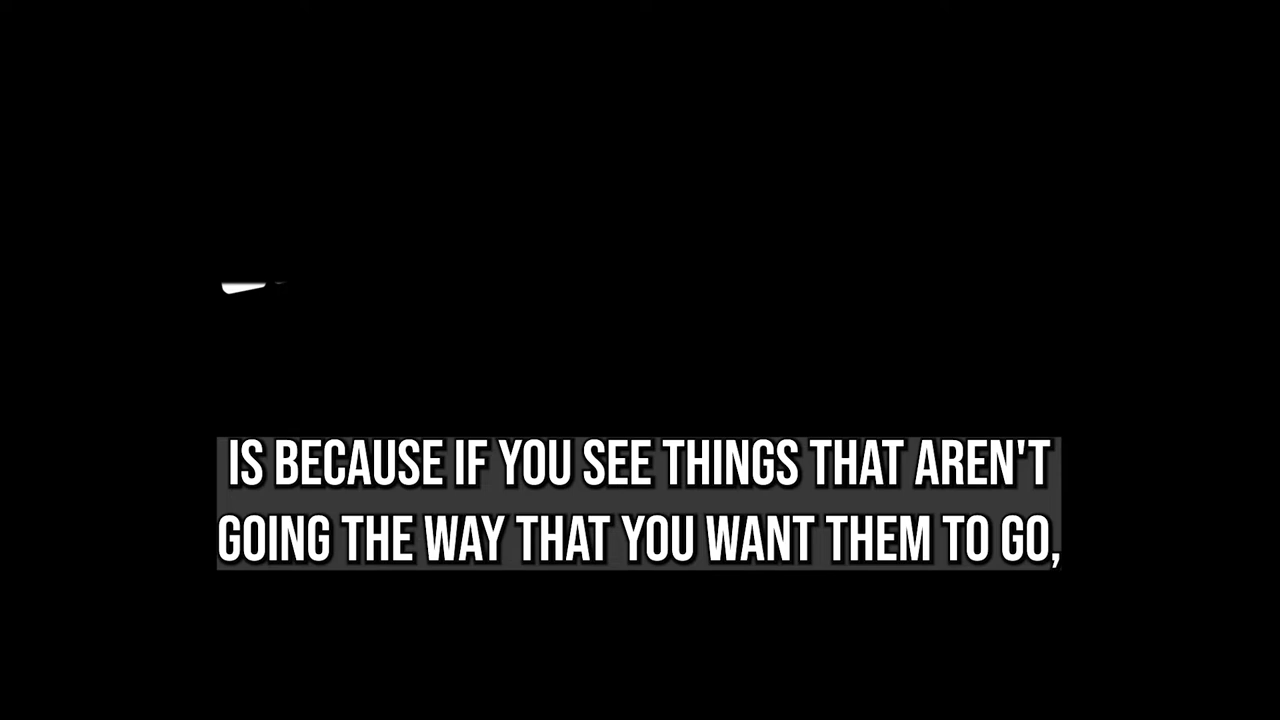 IS BECAUSE IF YOU SEE THINGS THAT AREN'T
GOING THE WAY THAT YOU WANT THEM TO GO,